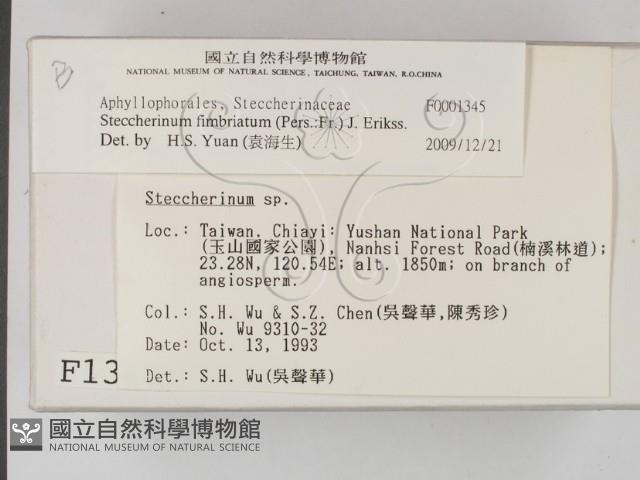 B
國立自然科學博物館
NATIONAL MUSEUM OF NATURAL SCIENCE, TAICHUNG, TAIWAN, R.O.CHINA
Aphyllophorales, Steccherinaceae F0001345
Steccherinum fimbriatum (Pers.:Fr.) J. Erikss.
Det. by H.S. Yuan (袁海生) 2009/12/21
Steccherinum sp.
Loc.: Taiwan. Chiayi: Yushan National Park
(玉山國家公園), Nanhsi Forest Road(楠溪林道);
23.28N, 120.54E; alt. 1850m; on branch of
angiosperm.
Col.: S.H. Wu & S.Z. Chen(吳聲華,陳秀珍)
No. Wu 9310-32
Date: Oct. 13, 1993
F13
Det.: S.H. Wu(吳聲華)
國立自然科學博物館
NATIONAL MUSEUM OF NATURAL SCIENCE